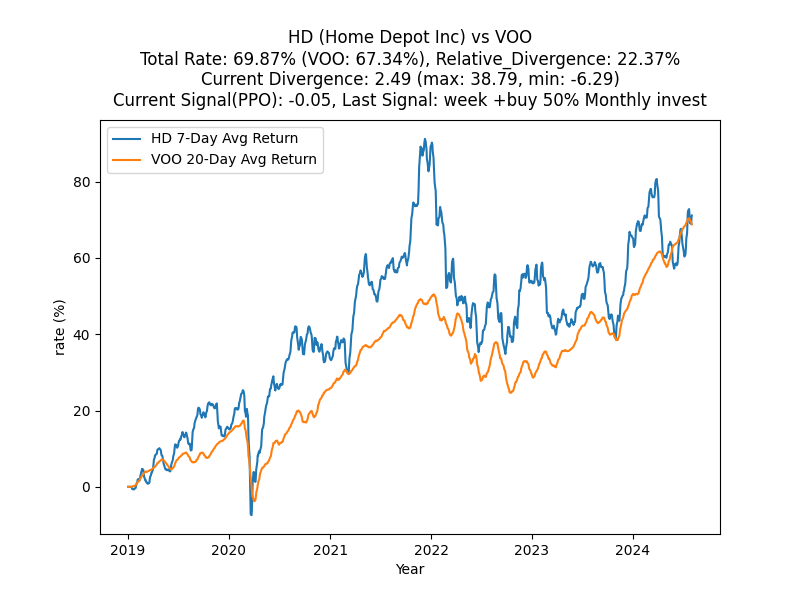 HD (Home Depot Inc) vs VOO
Total Rate: 69.87% (VOO: 67.34%), Relative_Divergence: 22.37%
Current Divergence: 2.49 (max: 38.79, min: -6.29)
Current Signal(PPO): -0.05, Last Signal: week +buy 50% Monthly invest
HD 7-Day Avg Return
VOO 20-Day Avg Return
80
60
40
20
0
rate (%)
2019 2020 2021 2022 2023 2024
Year